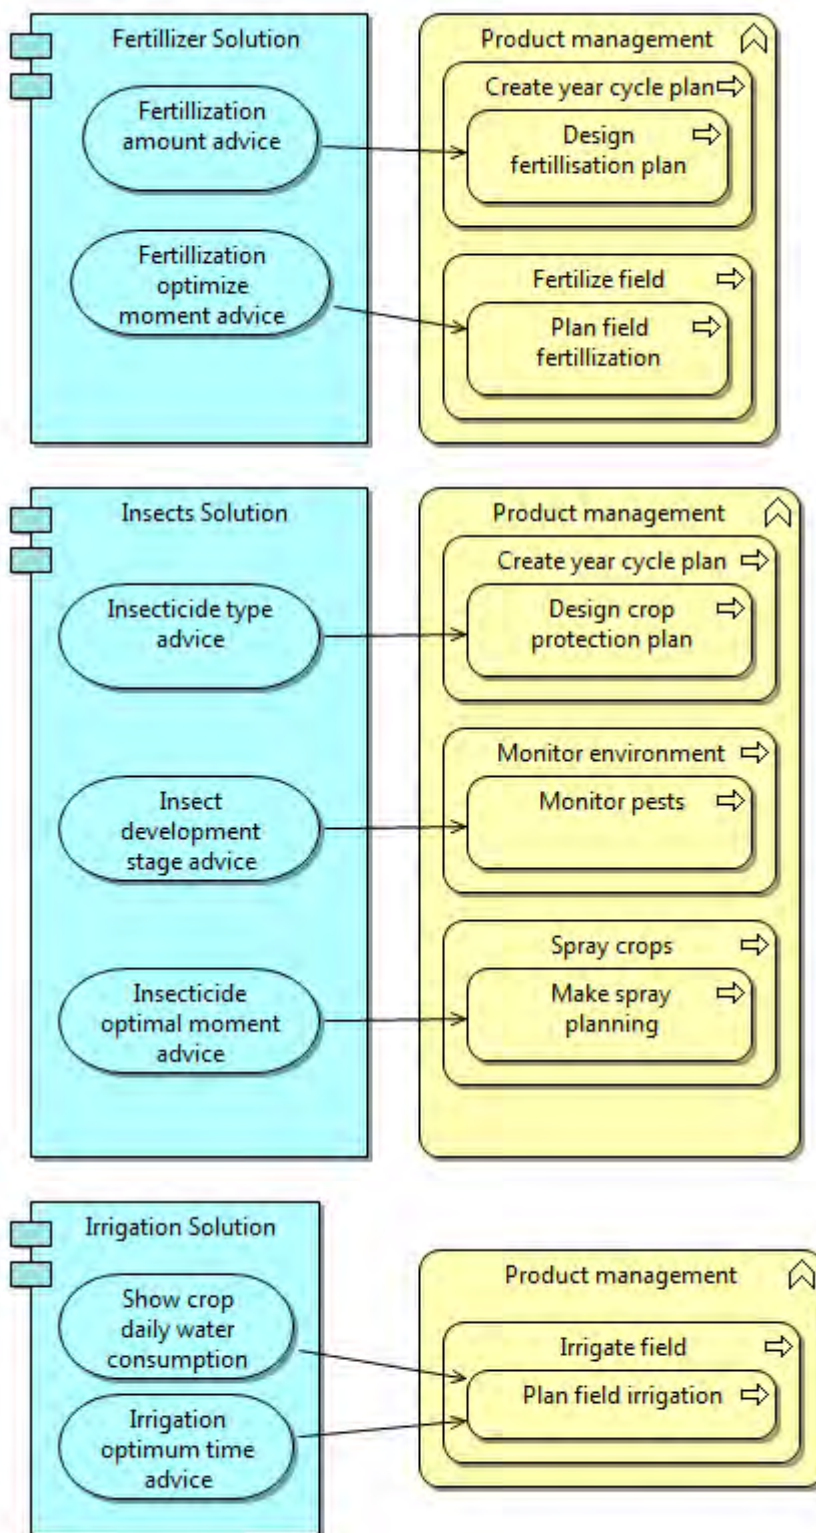 Fertillizer Solution
Fertillization
amount advice
Fertillization
optimize
moment advice
Product management
Create year cycle plan
Design
fertillisation plan
Fertilize field
Plan field
fertillization
Insects Solution
Insecticide type
advice
Insect
development
stage advice
Insecticide
optimal moment
advice
Product management
Create year cycle plan
Design crop
protection plan
Monitor environment
Monitor pests
Spray crops
Make spray
planning
Irrigation Solution
Show crop
daily water
consumption
Irrigation
optimum time
advice
Product management
Irrigate field
Plan field irrigation